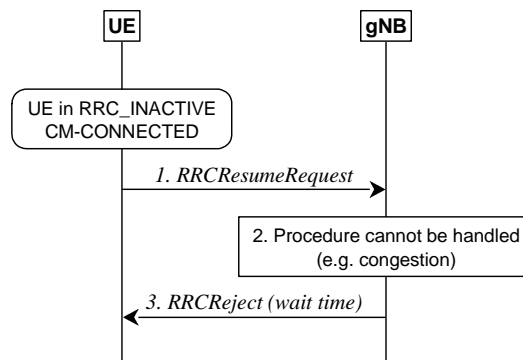 UE
gNB
UE in RRC_INACTIVE
CM-CONNECTED
1. RRCResumeRequest
2. Procedure cannot be handled
(e.g. congestion)
3. RRCReject (wait time)